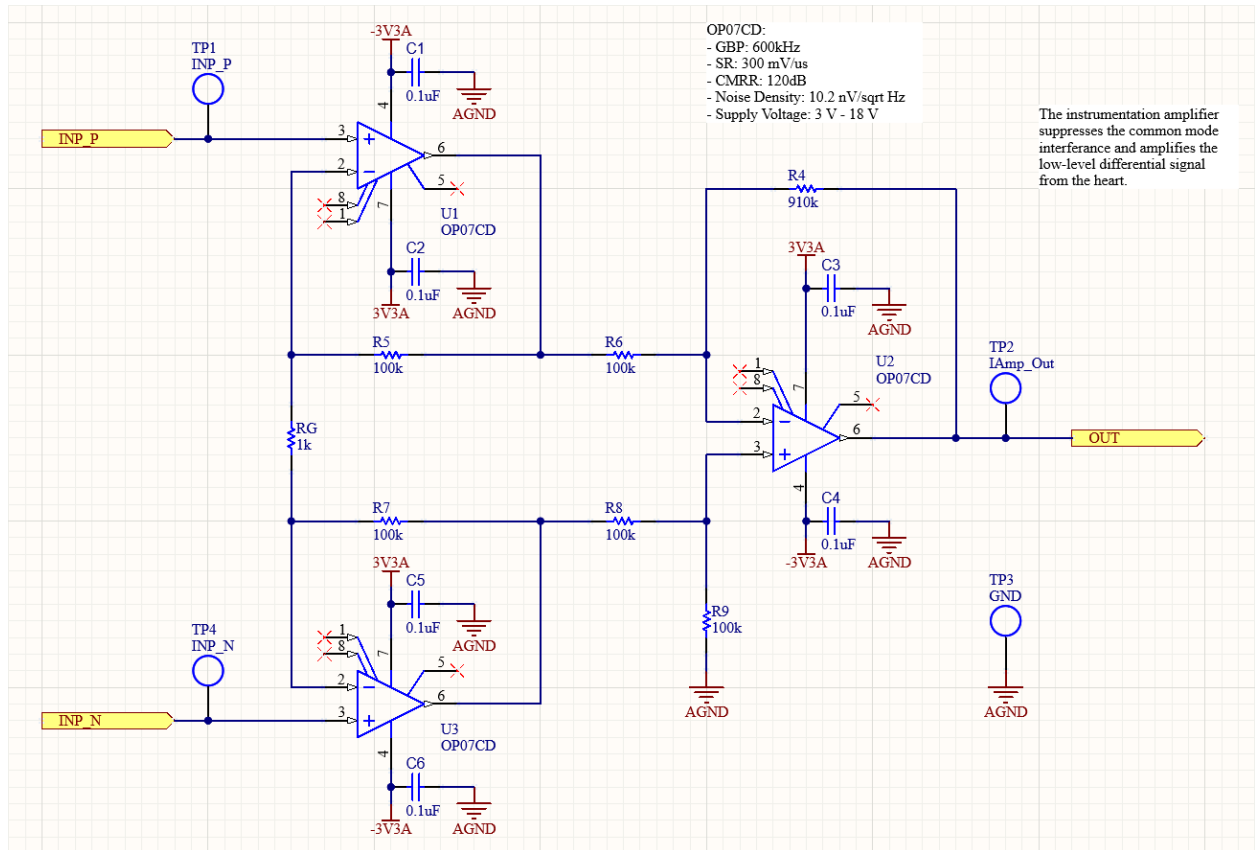 -3V3A
C1
0.1uF
AGND
TP1
INP_P
INP_P
4
3
2
6
5
8
1
7
U1
OP07CD
C2
0.1uF
3V3A
AGND
OP07CD:
- GBP: 600kHz
- SR: 300 mV/us
- CMRR: 120dB
- Noise Density: 10.2 nV/sqrt Hz
- Supply Voltage: 3 V - 18 V
The instrumentation amplifier
suppresses the common mode
interferance and amplifies the
low-level differential signal
from the heart.
R4
910k
3V3A
C3
0.1uF
AGND
R5
100k
R6
100k
RG
1k
1
8
7
U2
OP07CD
5
2
3
6
4
TP2
IAmp_Out
OUT
C4
0.1uF
-3V3A
AGND
R7
100k
R8
100k
R9
100k
AGND
TP3
GND
AGND
3V3A
C5
0.1uF
AGND
TP4
INP_N
INP_N
1
8
7
5
2
3
6
4
U3
OP07CD
C6
0.1uF
-3V3A
AGND